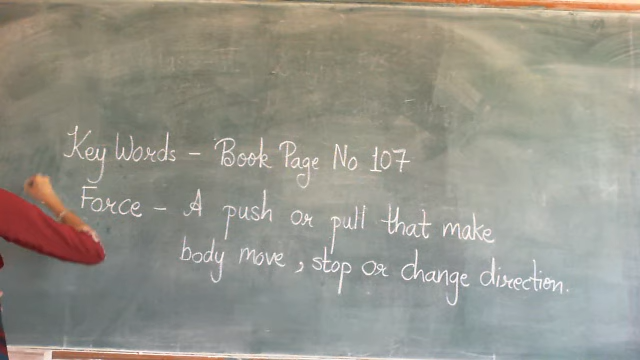 Key Words - Book Page No 107
Force - A push or pull that make
body move, stop or change direction.